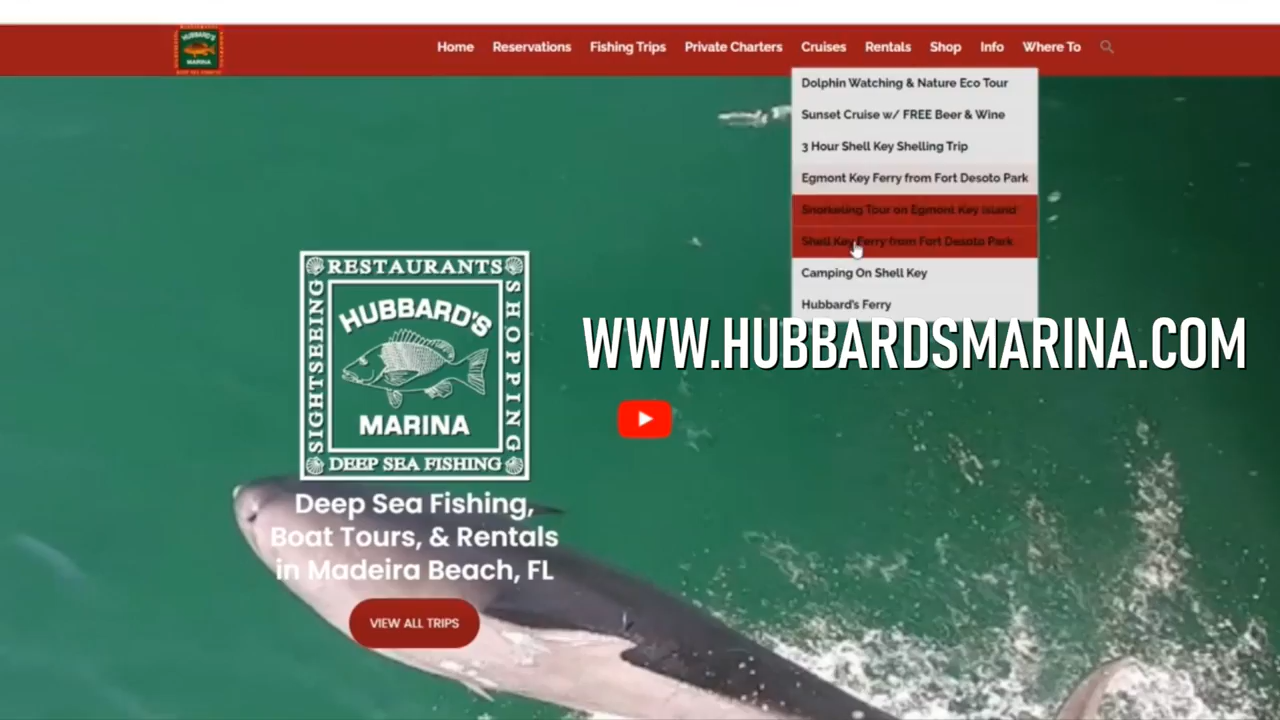 HUBBARD'S
MARINA
Home
Reservations
Fishing Trips
Private Charters
Cruises
Rentals
Shop
Info
Where To
Dolphin Watching & Nature Eco Tour
Sunset Cruise w/ FREE Beer & Wine
3 Hour Shell Key Shelling Trip
Egmont Key Ferry from Fort Desoto Park
Snorkeling Tour on Egmont Key Island
Shell Key Ferry from Fort Desoto Park
Camping On Shell Key
Hubbard's Ferry
WWW.HUBBARDSMARINA.COM
RESTAURANTS
SIGHTSEEING
SHOPPING
HUBBARD'S
MARINA
DEEP SEA FISHING
Deep Sea Fishing,
Boat Tours, & Rentals
in Madeira Beach, FL
VIEW ALL TRIPS